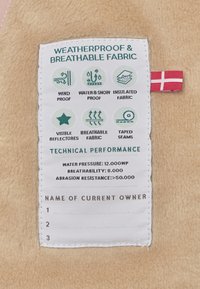 WEATHERPROOF &
BREATHABLE FABRIC
WIND
PROOF
WATER & SNOW
PROOF
INSULATED
FABRIC
VISIBLE
REFLECTORES
BREATHABLE
FABRIC
TAPED
SEAMS
TECHNICAL PERFORMANCE
WATER PRESSURE: 12.000MP
BREATHABILITY: 8.000
ABRASION RESISTANCE: >50.000
NAME OF CURRENT OWNER
1
2
3